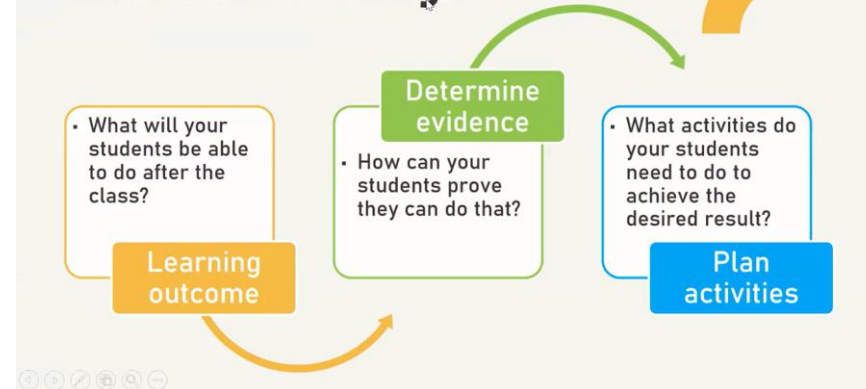 · What will your
students be able
to do after the
class?
Learning
outcome
Determine
evidence
· How can your
students prove
they can do that?
· What activities do
your students
need to do to
achieve the
desired result?
Plan
activities